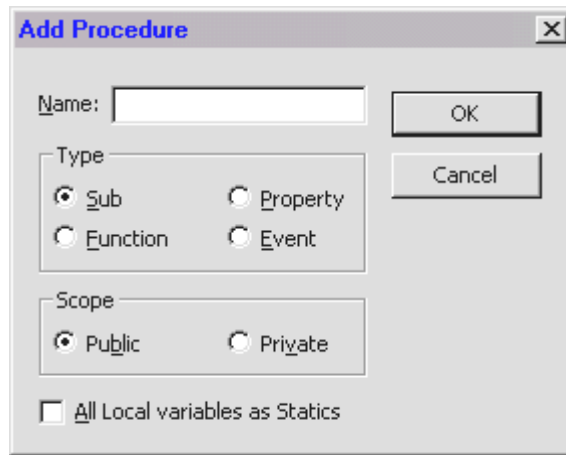 Add Procedure
Name:
OK
Type
Cancel
Sub
Property
Function
Event
Scope
Public
Private
All Local variables as Statics